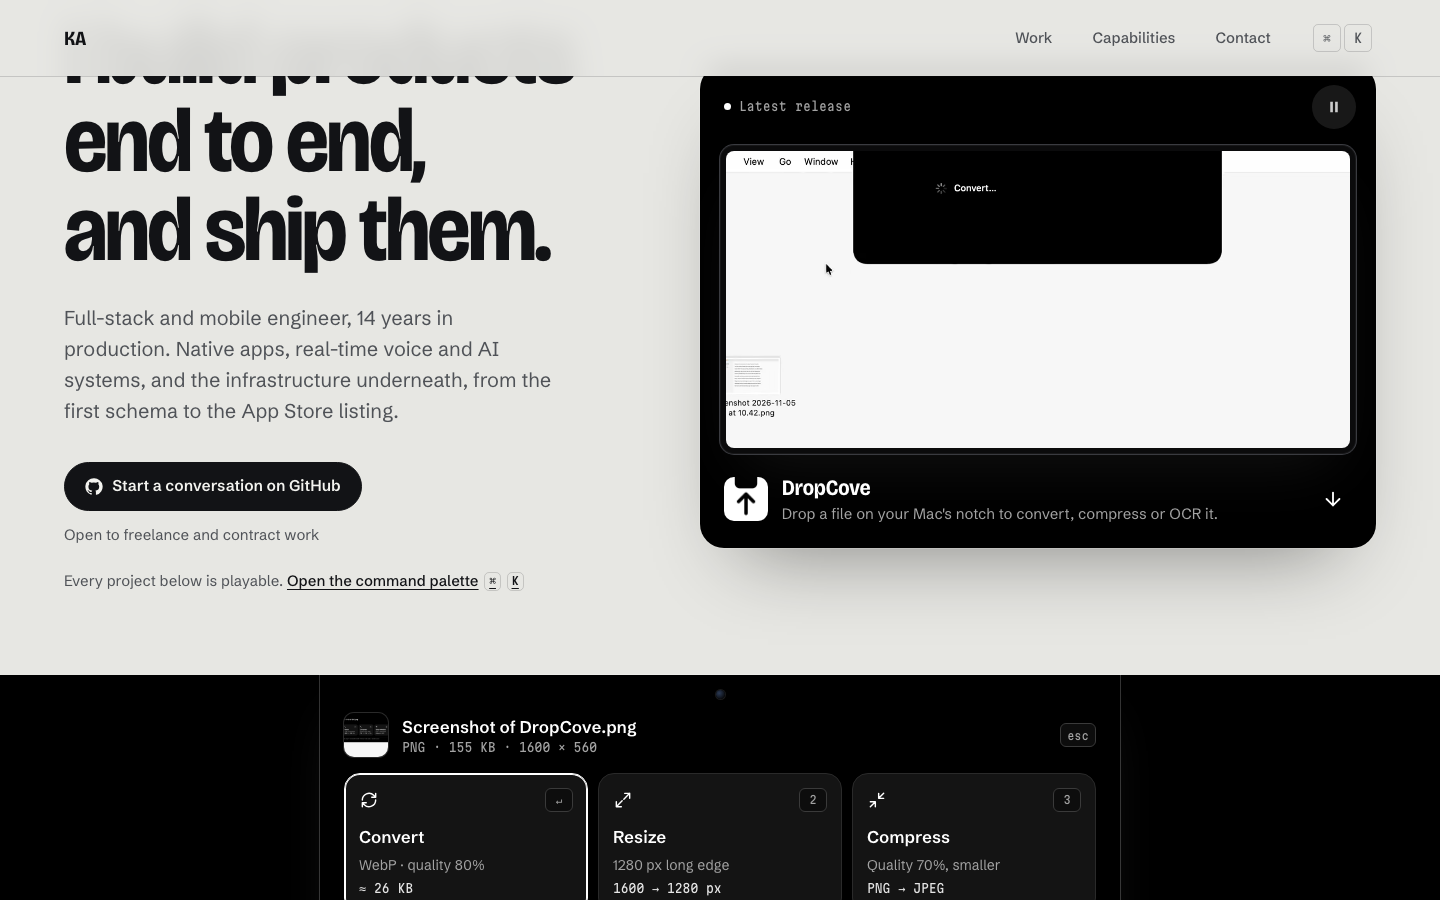 KA
Work
Capabilities
Contact
⌘ K
end to end,
and ship them.
Full-stack and mobile engineer, 14 years in
production. Native apps, real-time voice and AI
systems, and the infrastructure underneath, from the
first schema to the App Store listing.
Start a conversation on GitHub
Open to freelance and contract work
Every project below is playable. Open the command palette ⌘ K
Latest release
View Go Window
Convert...
enshot 2026-11-05
at 10.42.png
DropCove
Drop a file on your Mac's notch to convert, compress or OCR it.
Screenshot of DropCove.png
PNG · 155 KB · 1600 × 560
esc
↵
Convert
WebP · quality 80%
≈ 26 KB
2
Resize
1280 px long edge
1600 → 1280 px
3
Compress
Quality 70%, smaller
PNG → JPEG